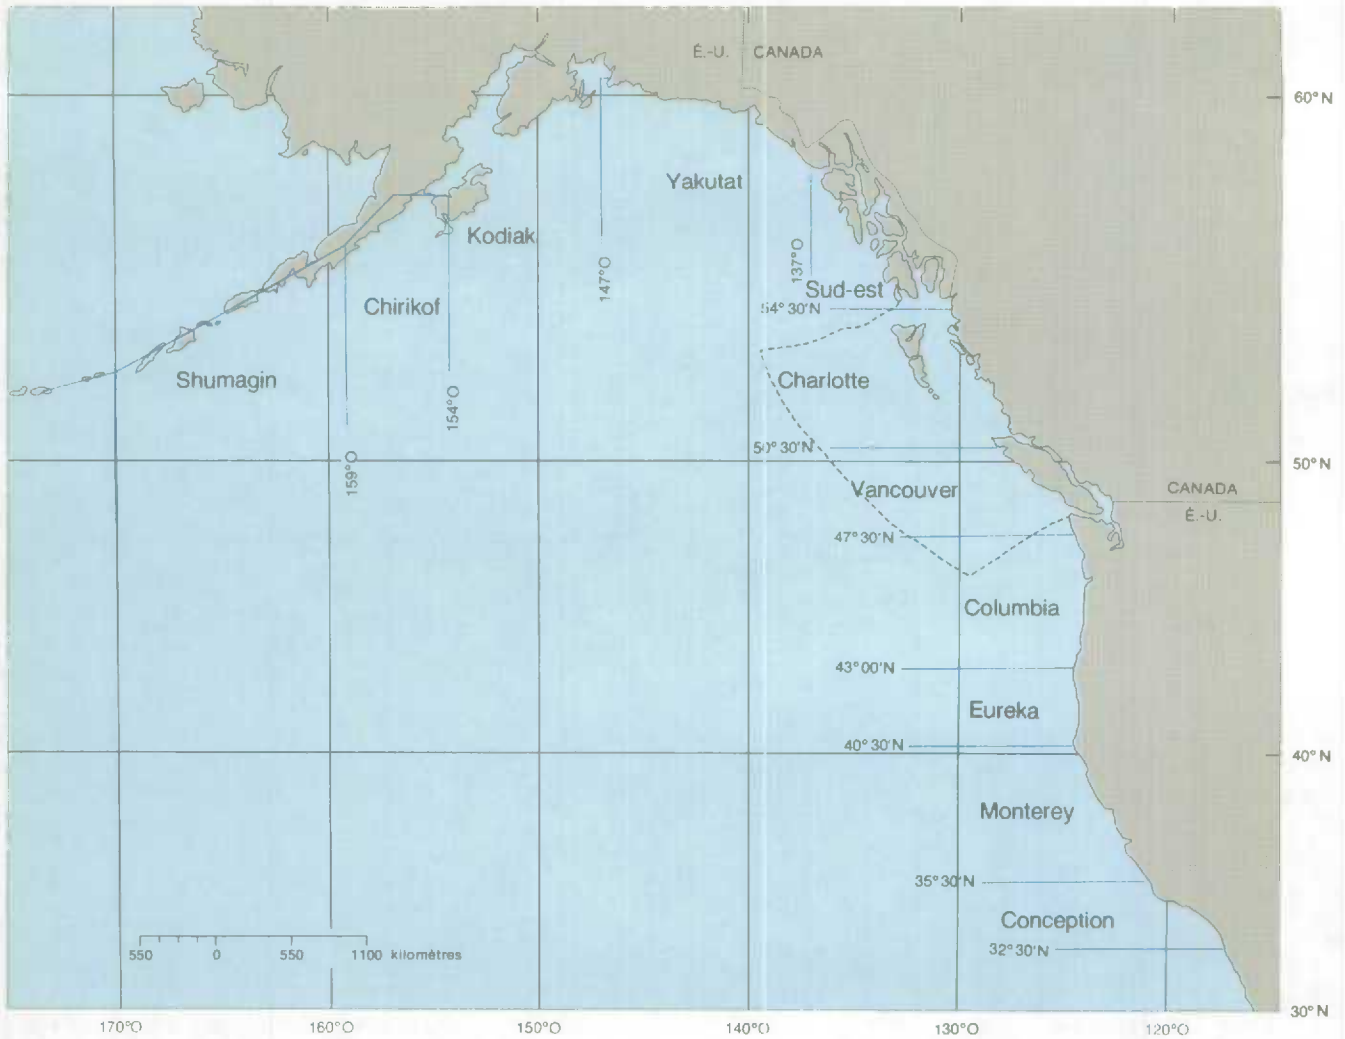 É.-U. CANADA
60°N
Yakutat
Kodiak
137°O
147°O
Sud-est
Chirikof
54°30'N
Shumagin
Charlotte
154°O
50°30'N
50°N
159°O
Vancouver
CANADA
É.-U.
47°30'N
Columbia
43°00'N
Eureka
40°30'N
40°N
Monterey
35°30'N
Conception
32°30'N
550 0 550 1100 kilomètres
30°N
170°O 160°O 150°O 140°O 130°O 120°O